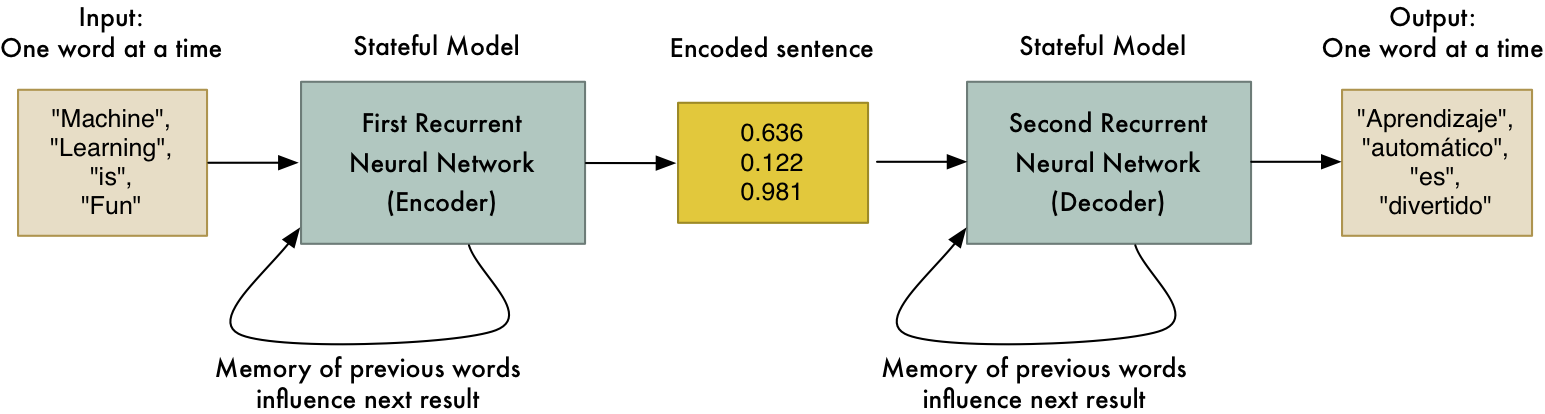 Input:
One word at a time
"Machine",
"Learning",
"is",
"Fun"
Stateful Model
First Recurrent
Neural Network
(Encoder)
Memory of previous words
influence next result
Encoded sentence
0.636
0.122
0.981
Stateful Model
Second Recurrent
Neural Network
(Decoder)
Memory of previous words
influence next result
Output:
One word at a time
"Aprendizaje",
"automático",
"es",
"divertido"